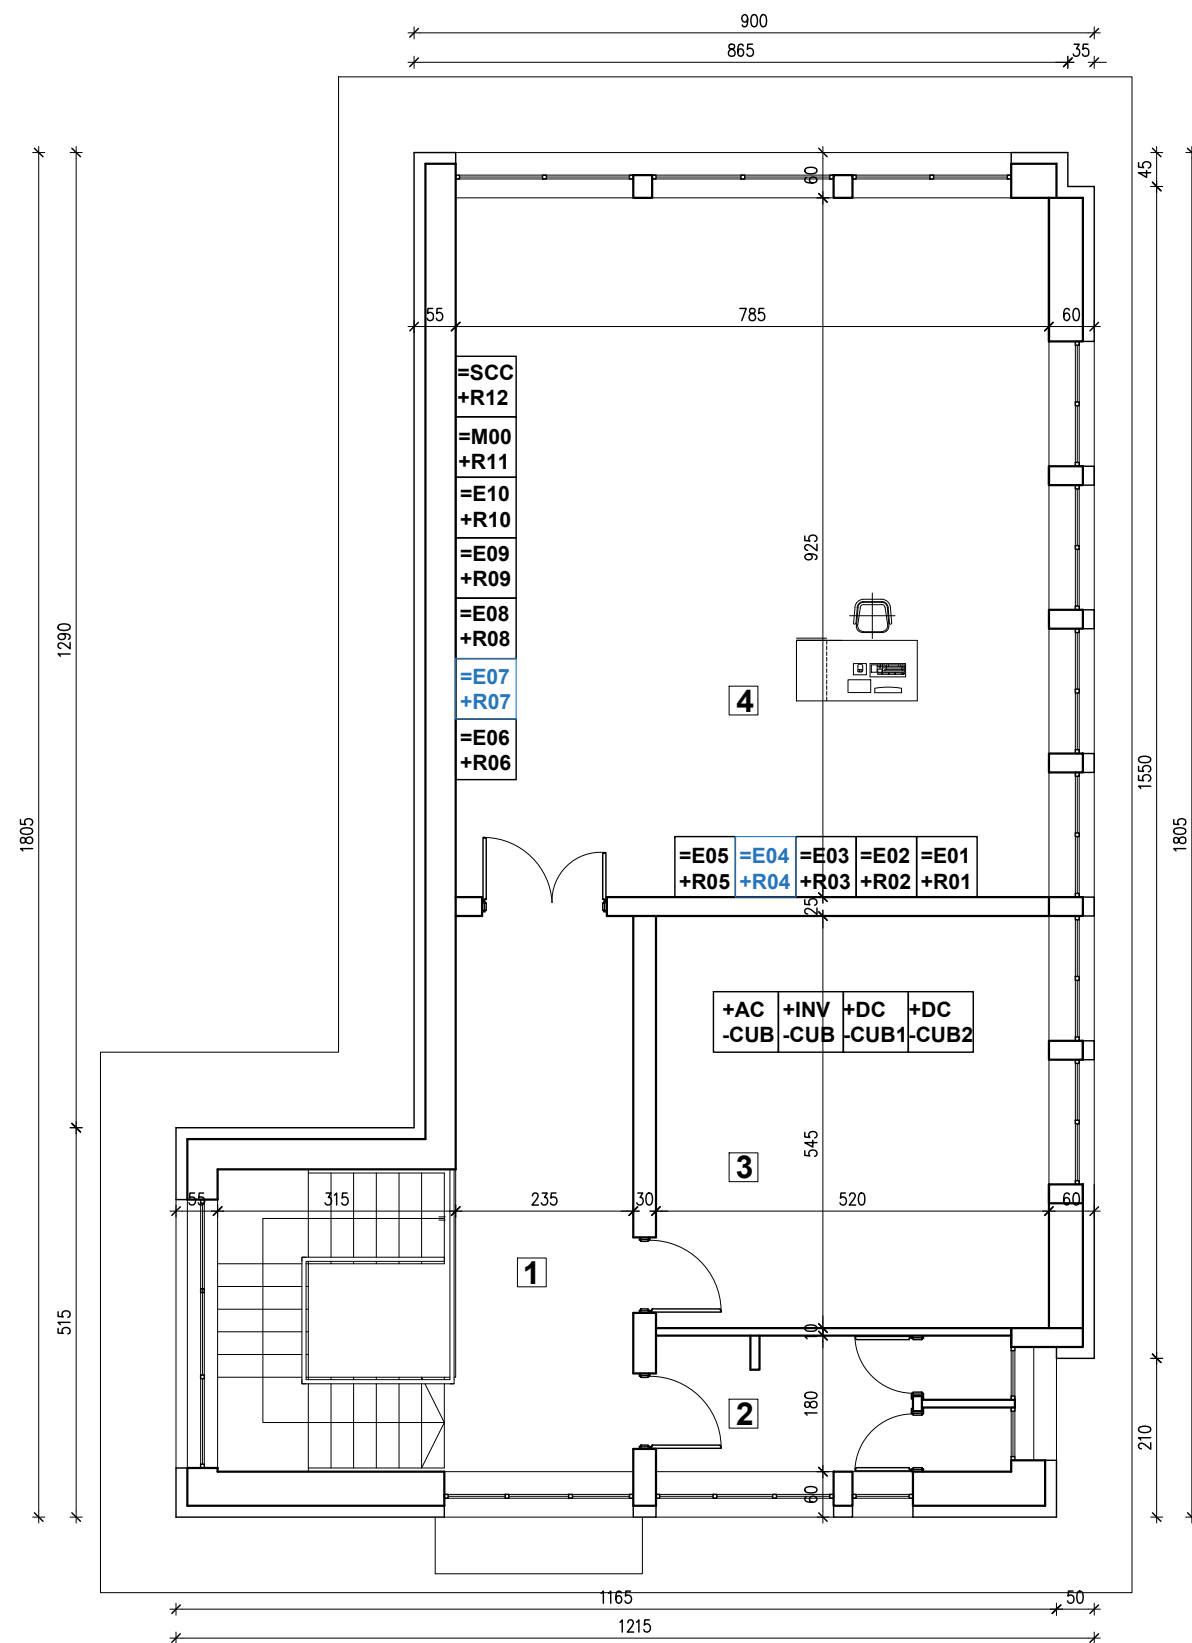 900
865
35
60
45
55
785
60
=SCC
+R12
=M00
+R11
=E10
+R10
=E09
+R09
=E08
+R08
=E07
+R07
=E06
+R06
925
1290
4
1550
1805
1805
=E05 =E04 =E03 =E02 =E01
+R05 +R04 +R03 +R02 +R01
25
+AC +INV +DC +DC
-CUB -CUB -CUB1 -CUB2
545
3
55
315
235
30
520
60
1
515
10
2
180
210
60
1165
50
1215